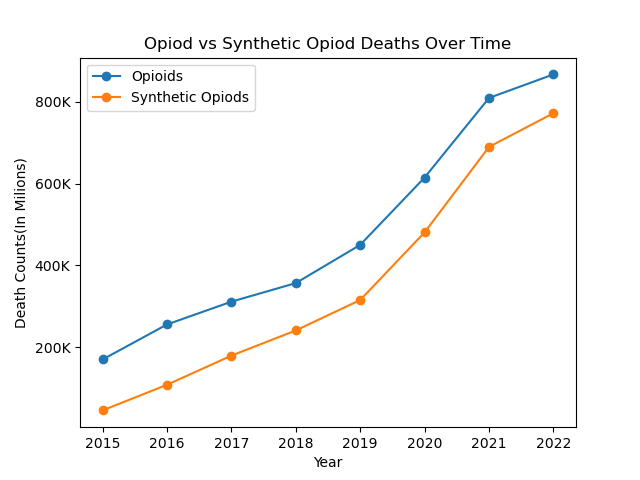 Opiod vs Synthetic Opiod Deaths Over Time
Opioids
Synthetic Opiods
Death Counts(In Milions)
800K
600K
400K
200K
2015 2016 2017 2018 2019 2020 2021 2022
Year